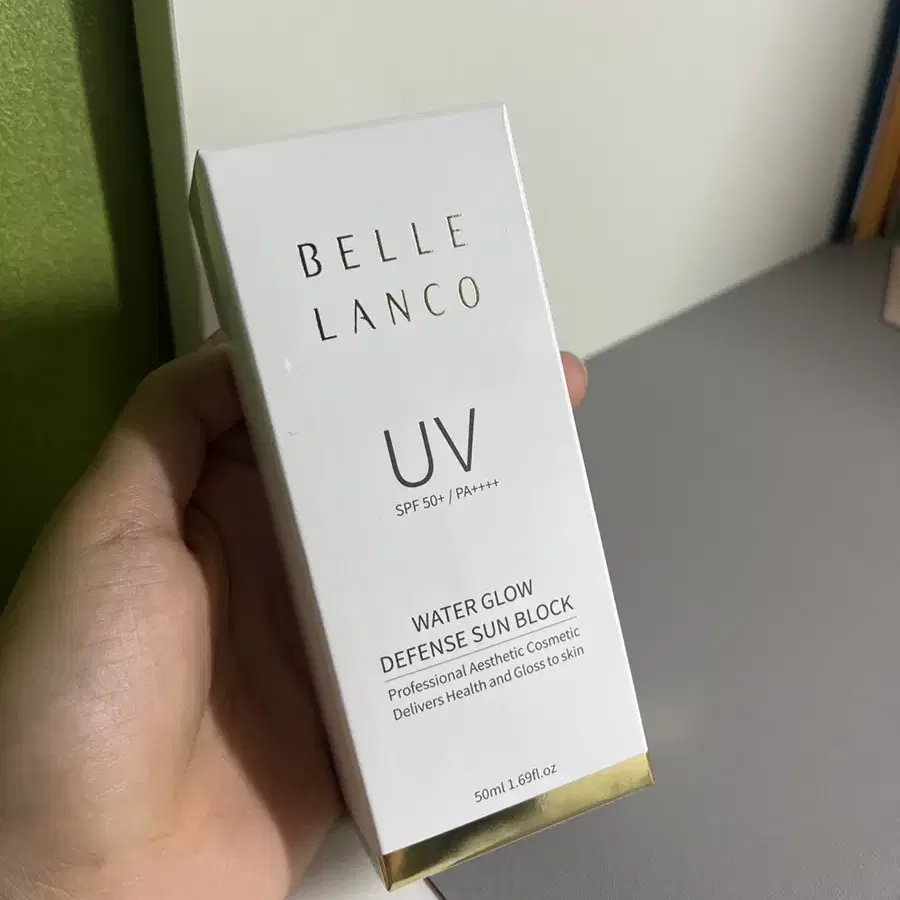 BELLE
LANCO
UV
SPF 50+ / PA++++
WATER GLOW
DEFENSE SUN BLOCK
Professional Aesthetic Cosmetic
Delivers Health and Gloss to skin
50ml 1.69fl.oz